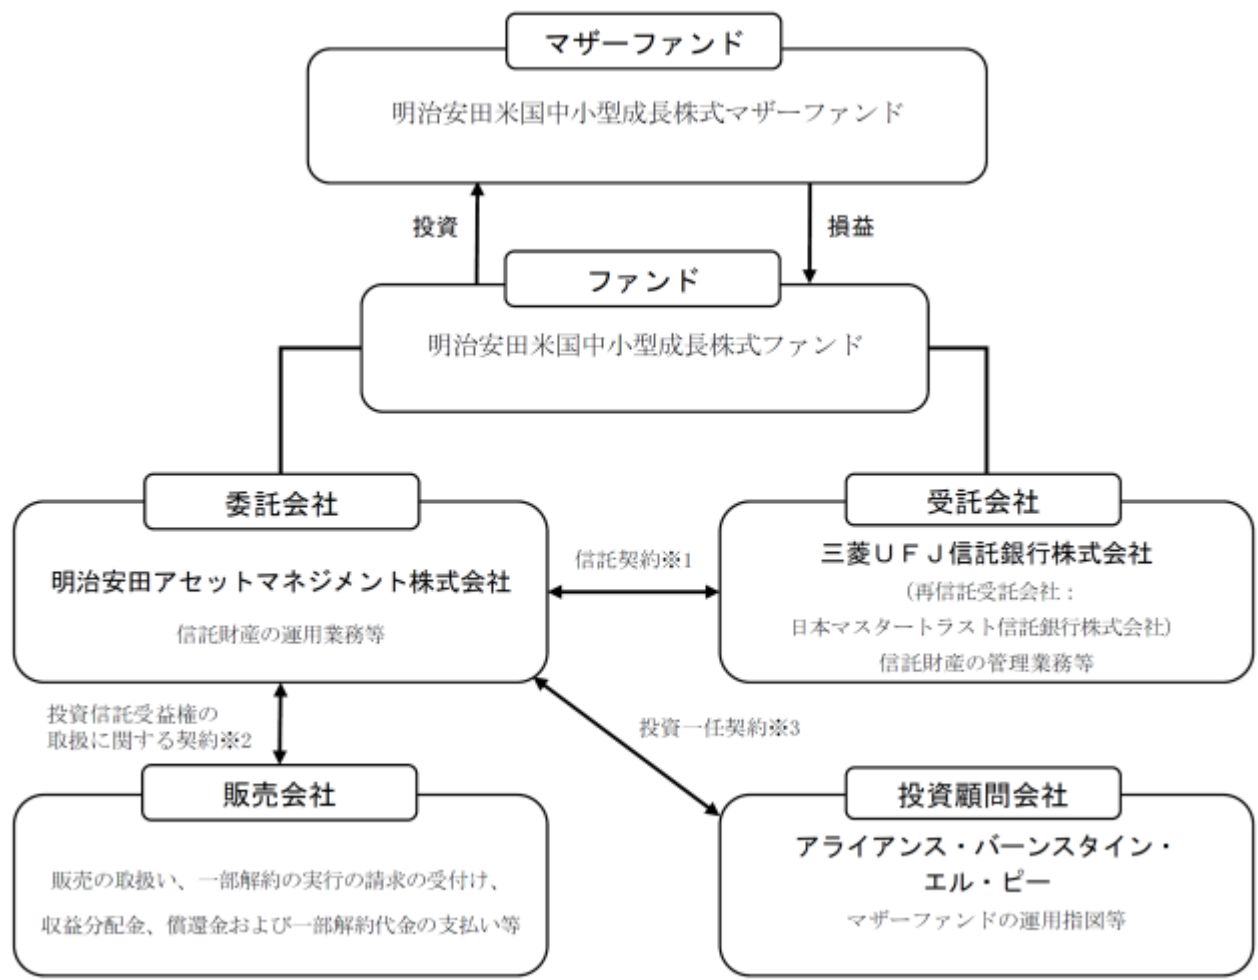 マザーファンド
明治安田米国中小型成長株式マザーファンド
投資
損益
ファンド
明治安田米国中小型成長株式ファンド
委託会社
明治安田アセットマネジメント株式会社
信託財産の運用業務等
信託契約※1
受託会社
三菱UFJ信託銀行株式会社
(再信託受託会社:
日本マスタートラスト信託銀行株式会社)
信託財産の管理業務等
投資信託受益権の
取扱に関する契約※2
投資一任契約※3
販売会社
販売の取扱い、一部解約の実行の請求の受付け、
収益分配金、償還金および一部解約代金の支払い等
投資顧問会社
アライアンス・バーンスタイン・
エル・ピー
マザーファンドの運用指図等